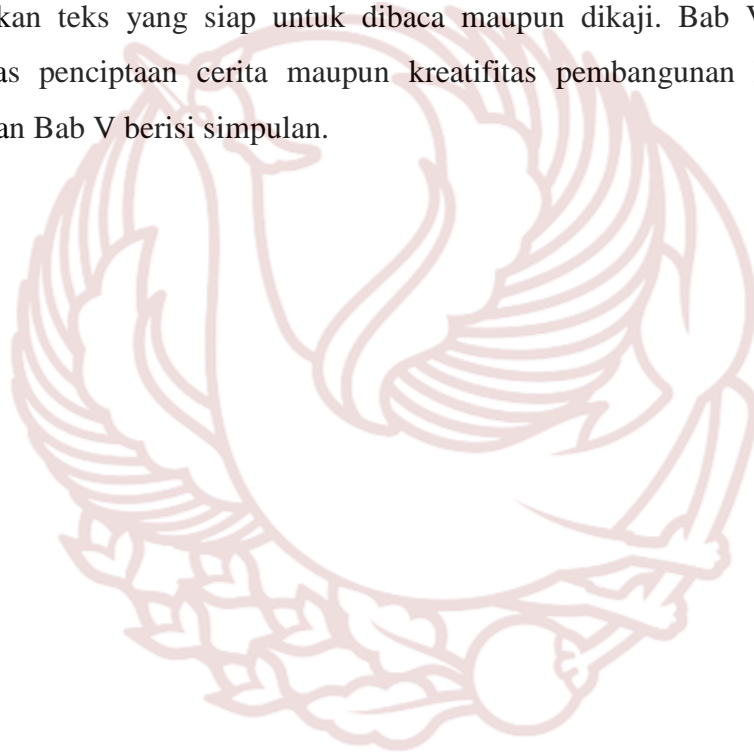 kan teks yang siap untuk dibaca maupun dikaji. Bab V
as penciptaan cerita maupun kreatifitas pembangunan
an Bab V berisi simpulan.